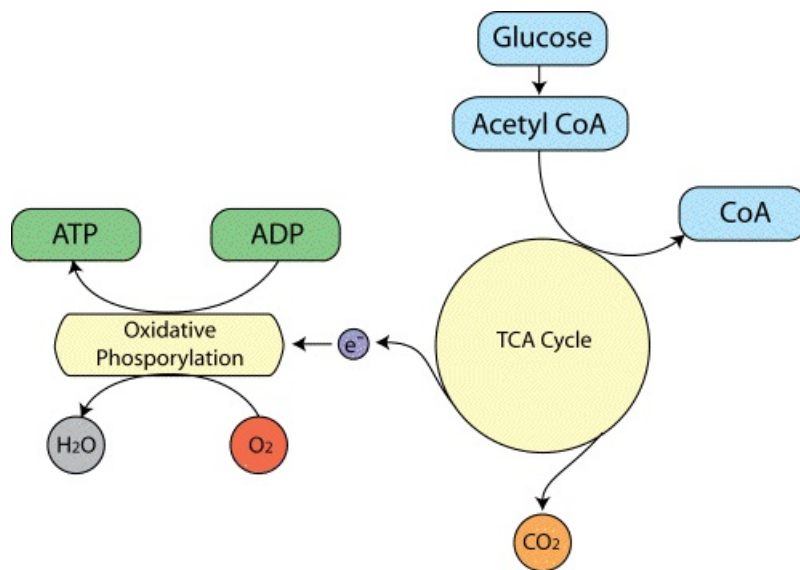 Glucose
Acetyl CoA
CoA
ATP
ADP
Oxidative
Phosporylation
e⁻
TCA Cycle
H₂O
O₂
CO₂